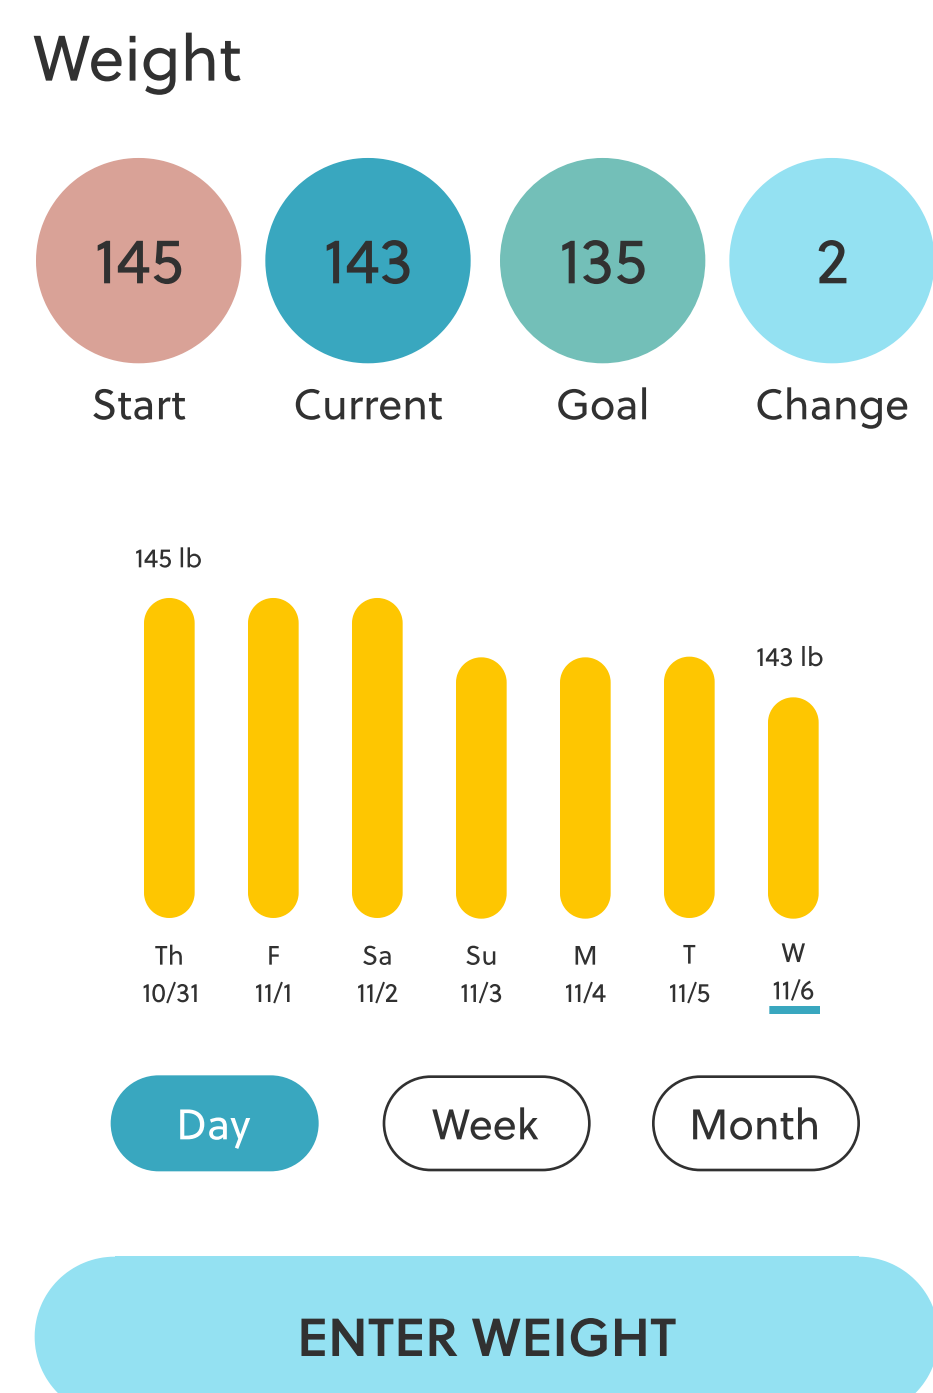 Weight
145 143 135 2
Start Current Goal Change
145 lb
143 lb
Th F Sa Su M T W
10/31 11/1 11/2 11/3 11/4 11/5 11/6
Day Week Month
ENTER WEIGHT